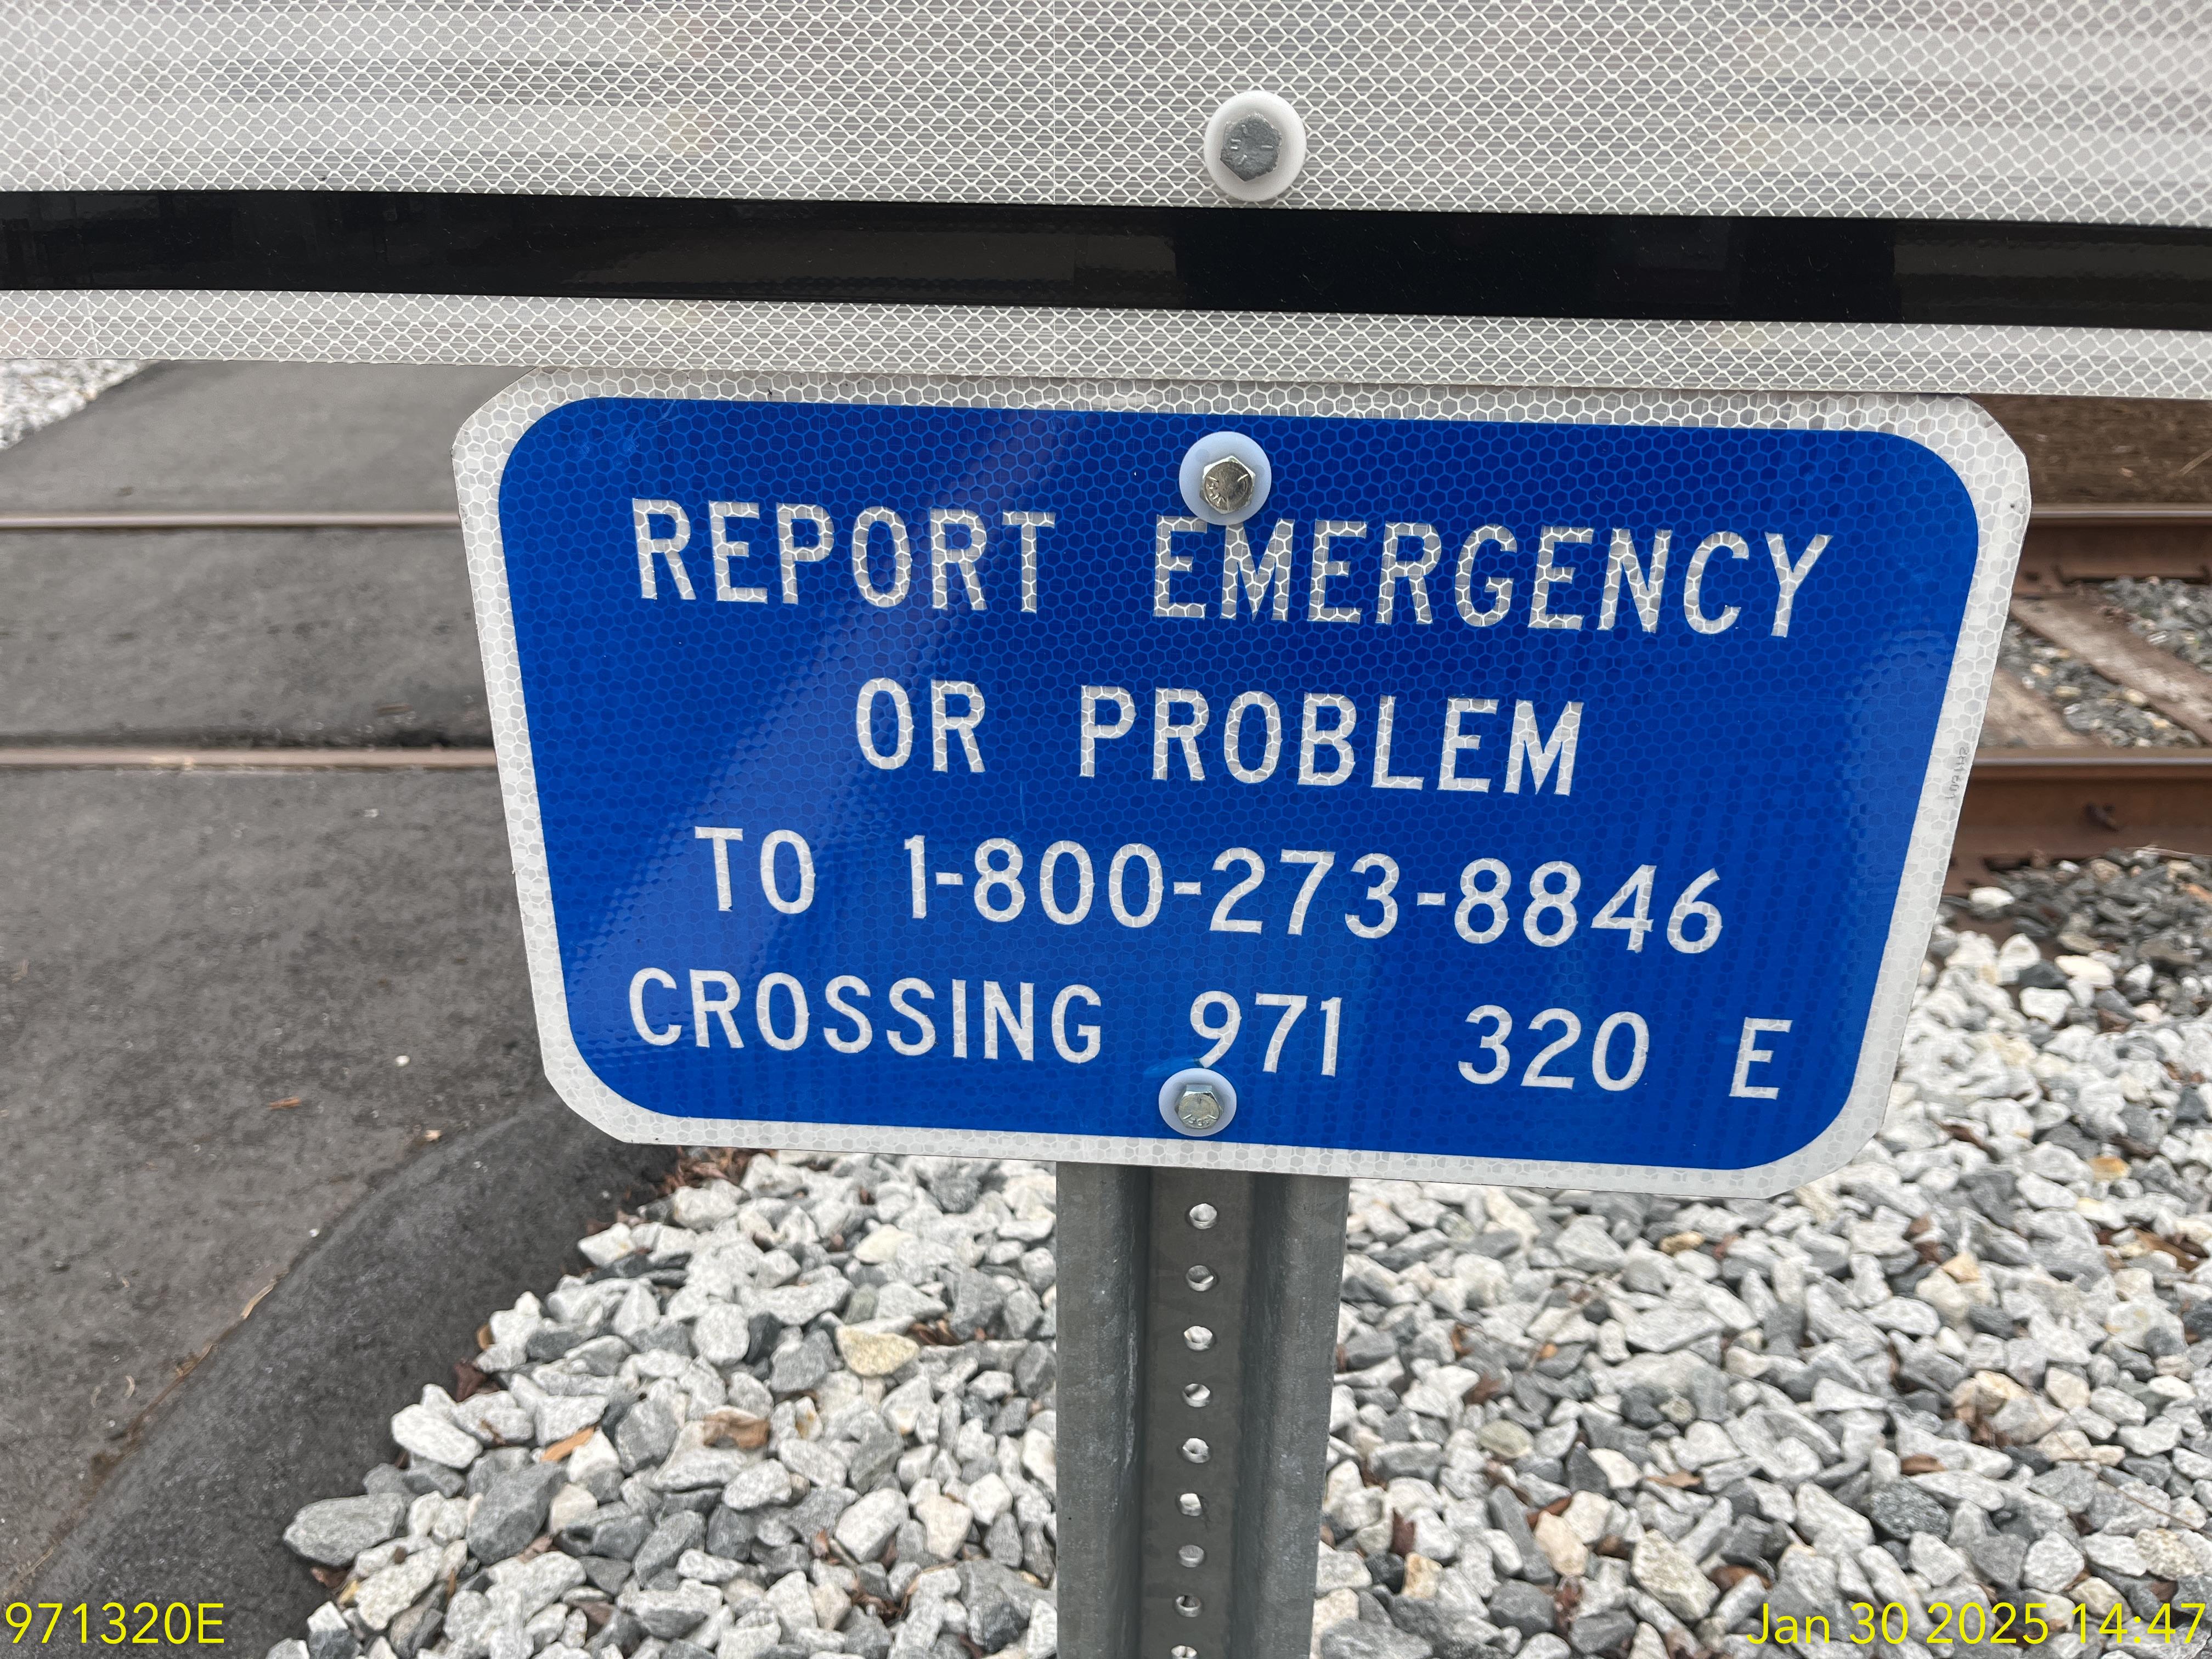 REPORT EMERGENCY
OR PROBLEM
TO 1-800-273-8846
CROSSING 971 320 E
971320E
Jan 30 2025 14:47